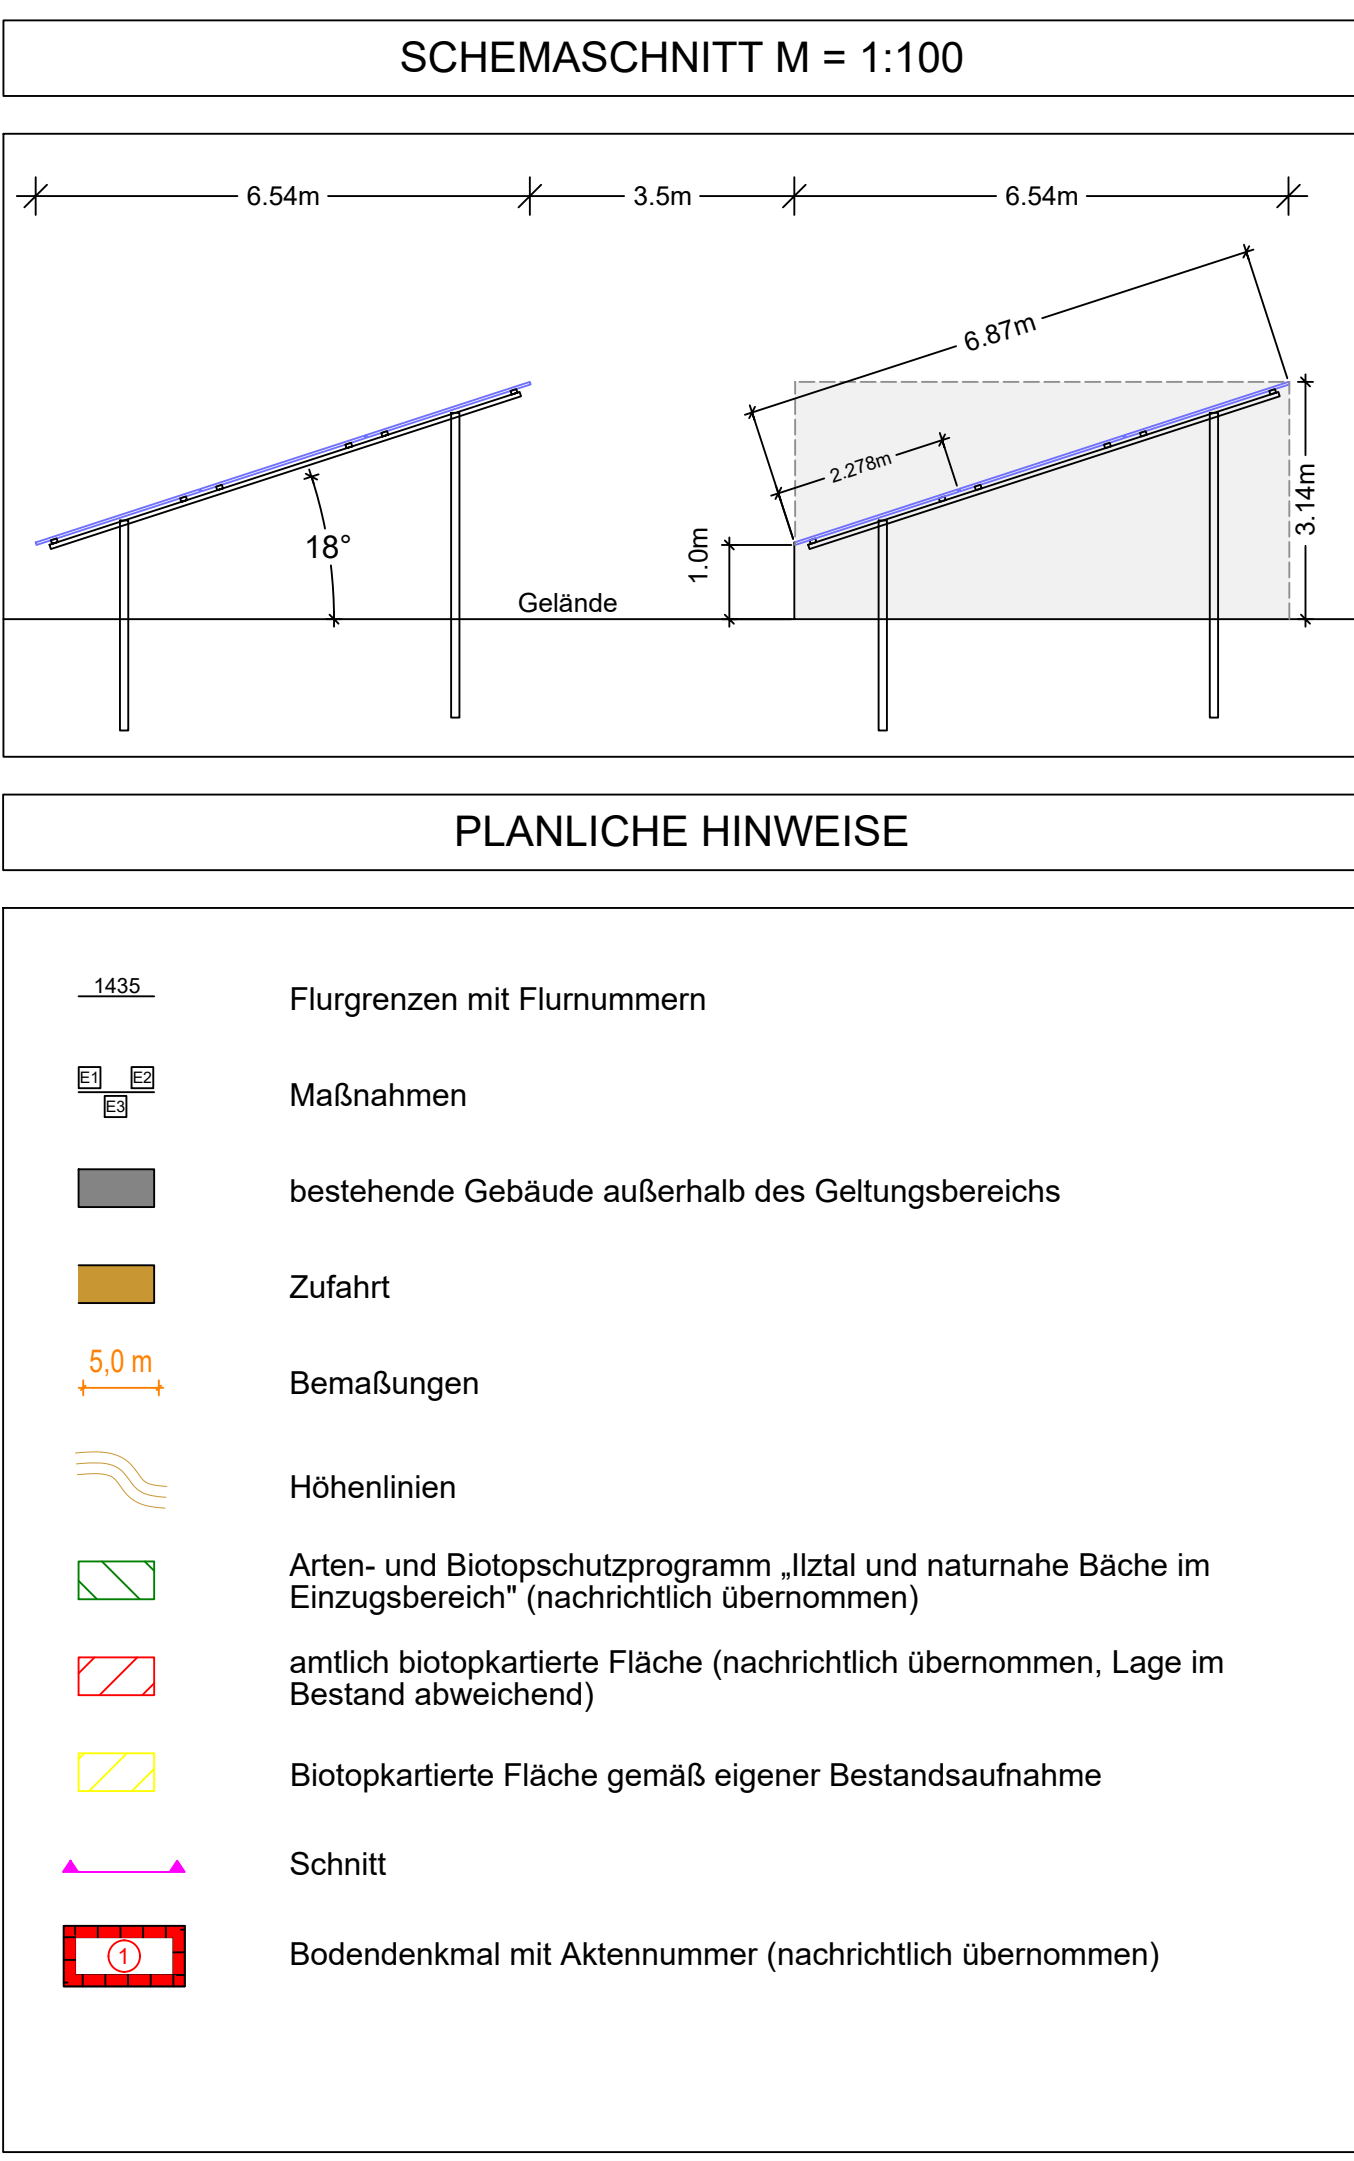 SCHEMASCHNITT M = 1:100
6.54m
3.5m
6.54m
6.87m
2.278m
18°
1.0m
3.14m
Gelände
PLANLICHE HINWEISE
1435
Flurgrenzen mit Flurnummern
E1 E2
E3
Maßnahmen
bestehende Gebäude außerhalb des Geltungsbereichs
Zufahrt
5,0 m
Bemaßungen
Höhenlinien
Arten- und Biotopschutzprogramm „Ilztal und naturnahe Bäche im
Einzugsbereich" (nachrichtlich übernommen)
amtlich biotopkartierte Fläche (nachrichtlich übernommen, Lage im
Bestand abweichend)
Biotopkartierte Fläche gemäß eigener Bestandsaufnahme
Schnitt
1
Bodendenkmal mit Aktennummer (nachrichtlich übernommen)